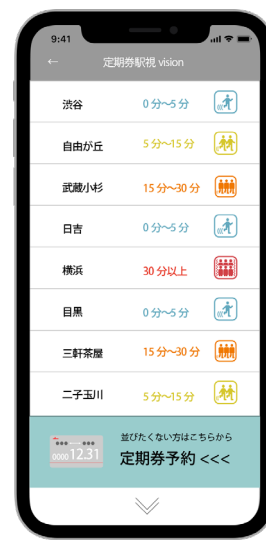 9:41
← 定期券駅視 vision
渋谷 0 分〜5 分
自由が丘 5 分〜15 分
武蔵小杉 15 分〜30 分
日吉 0 分〜5 分
横浜 30 分以上
目黒 0 分〜5 分
三軒茶屋 15 分〜30 分
二子玉川 5 分〜15 分
並びたくない方はこちらから
0000 12.31 定期券予約 <<<